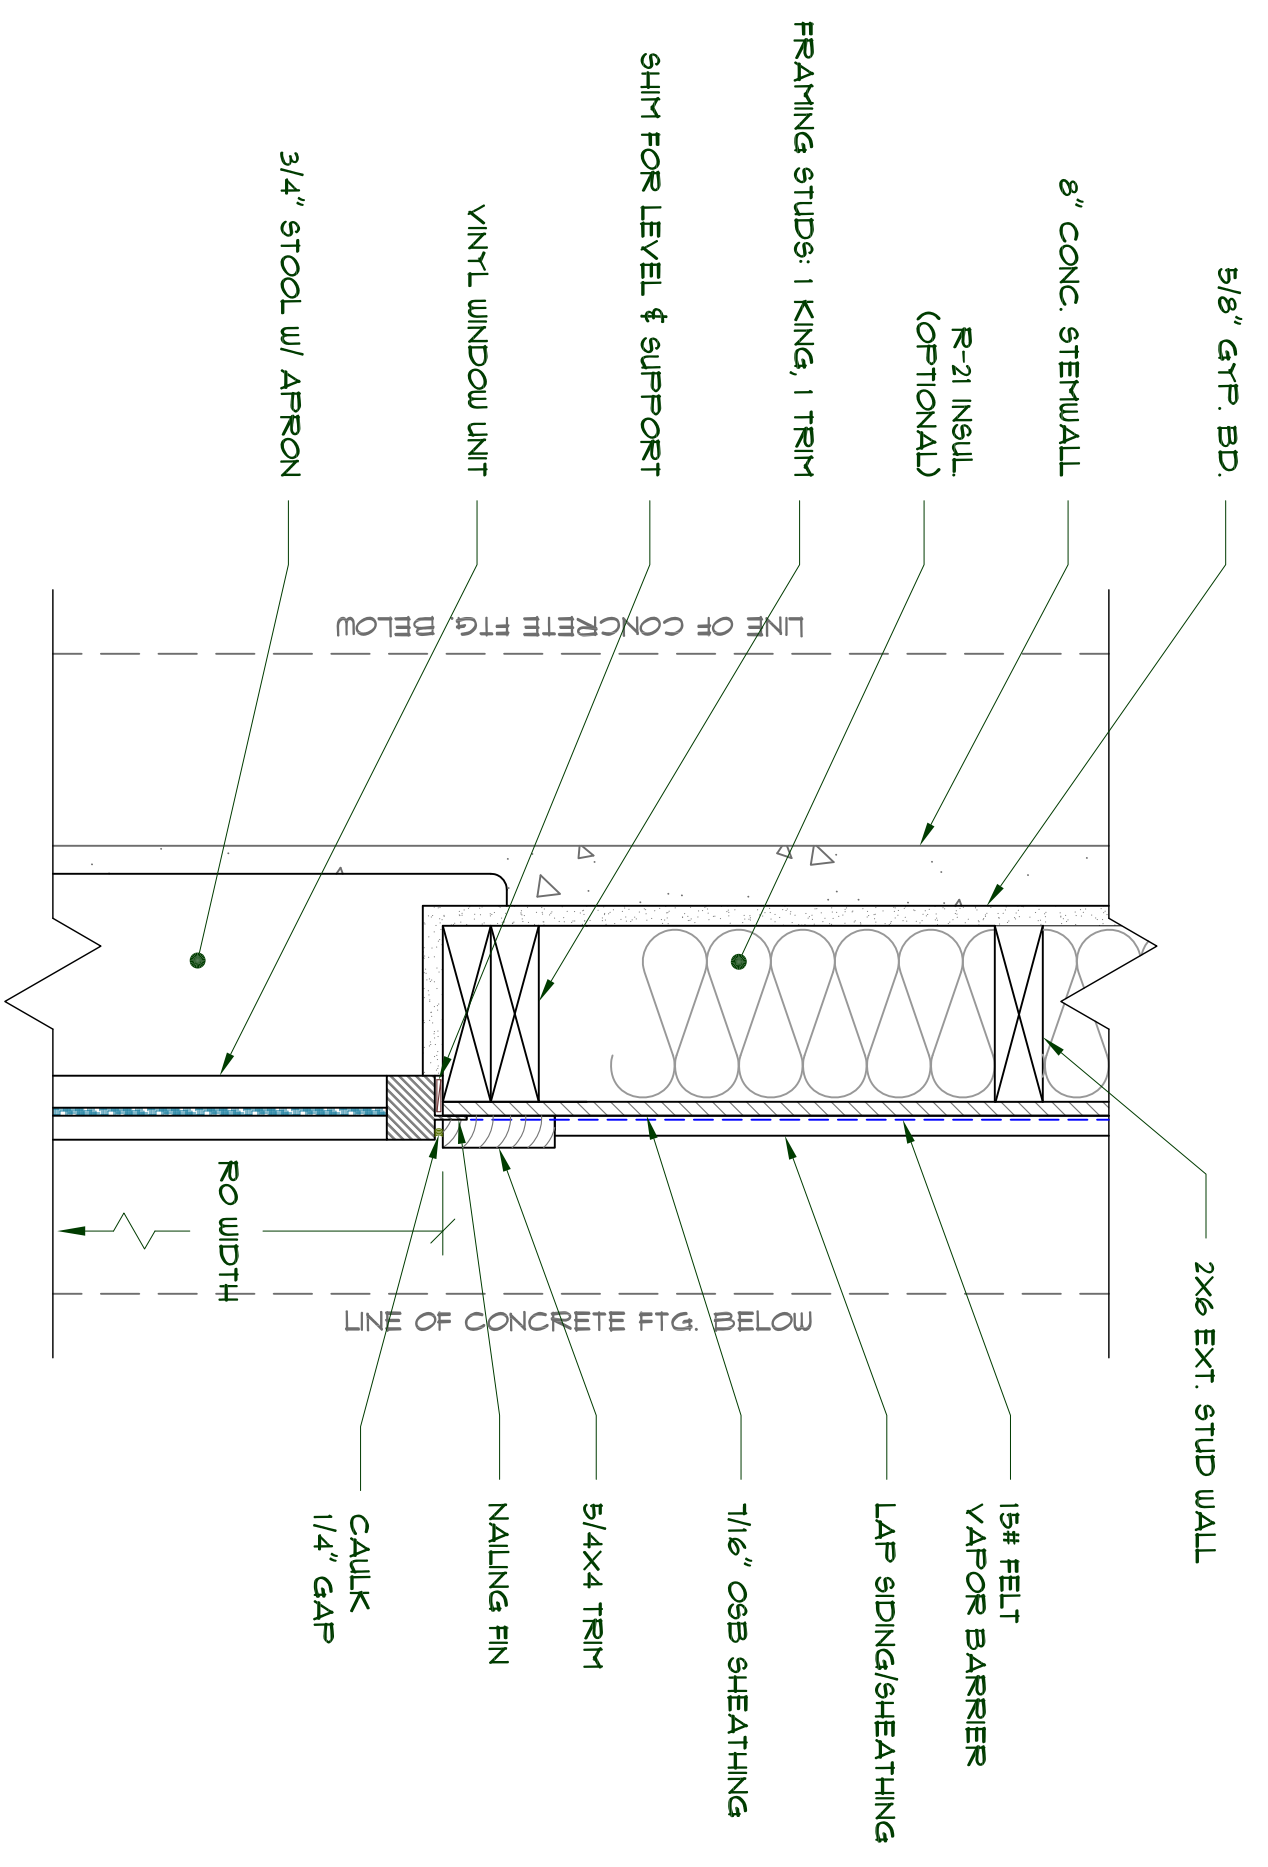 5/8" GYP. BD.
8" CONC. STEMWALL
R-21 INSUL.
(OPTIONAL)
FRAMING STUDS: 1 KING, 1 TRIM
SHIM FOR LEVEL & SUPPORT
VINYL WINDOW UNIT
3/4" STOOL W/ APRON
LINE OF CONCRETE FTG. BELOW
RO WIDTH
LINE OF CONCRETE FTG. BELOW
2X6 EXT. STUD WALL
15# FELT
VAPOR BARRIER
LAP SIDING/SHEATHING
7/16" OSB SHEATHING
5/4X4 TRIM
NAILING FIN
CAULK
1/4" GAP